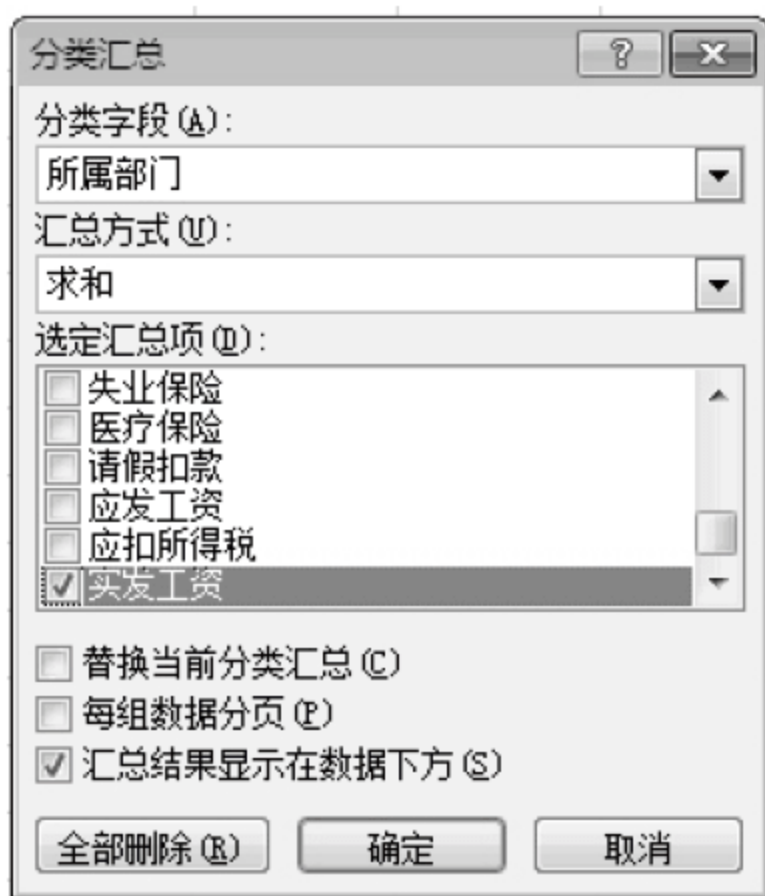 分类汇总
分类字段(A):
所属部门
汇总方式(U):
求和
选定汇总项(D):
失业保险
医疗保险
请假扣款
应发工资
应扣所得税
实发工资
替换当前分类汇总(C)
每组数据分页(P)
汇总结果显示在数据下方(S)
全部删除(R) 确定 取消